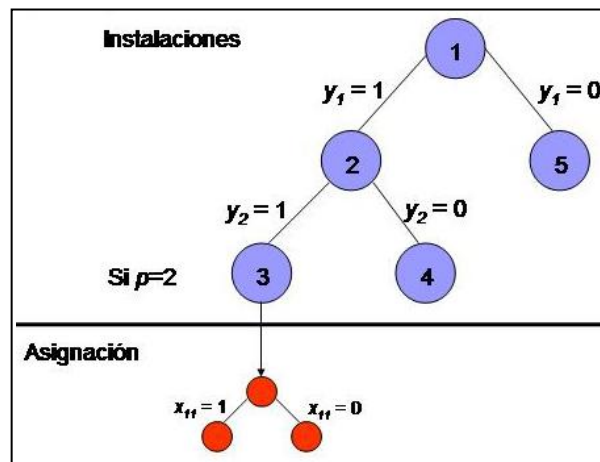 Instalaciones
1
y₁ = 1
y₁ = 0
2
5
y₂ = 1
y₂ = 0
Si p=2
3
4
Asignación
x₁₁ = 1
x₁₁ = 0